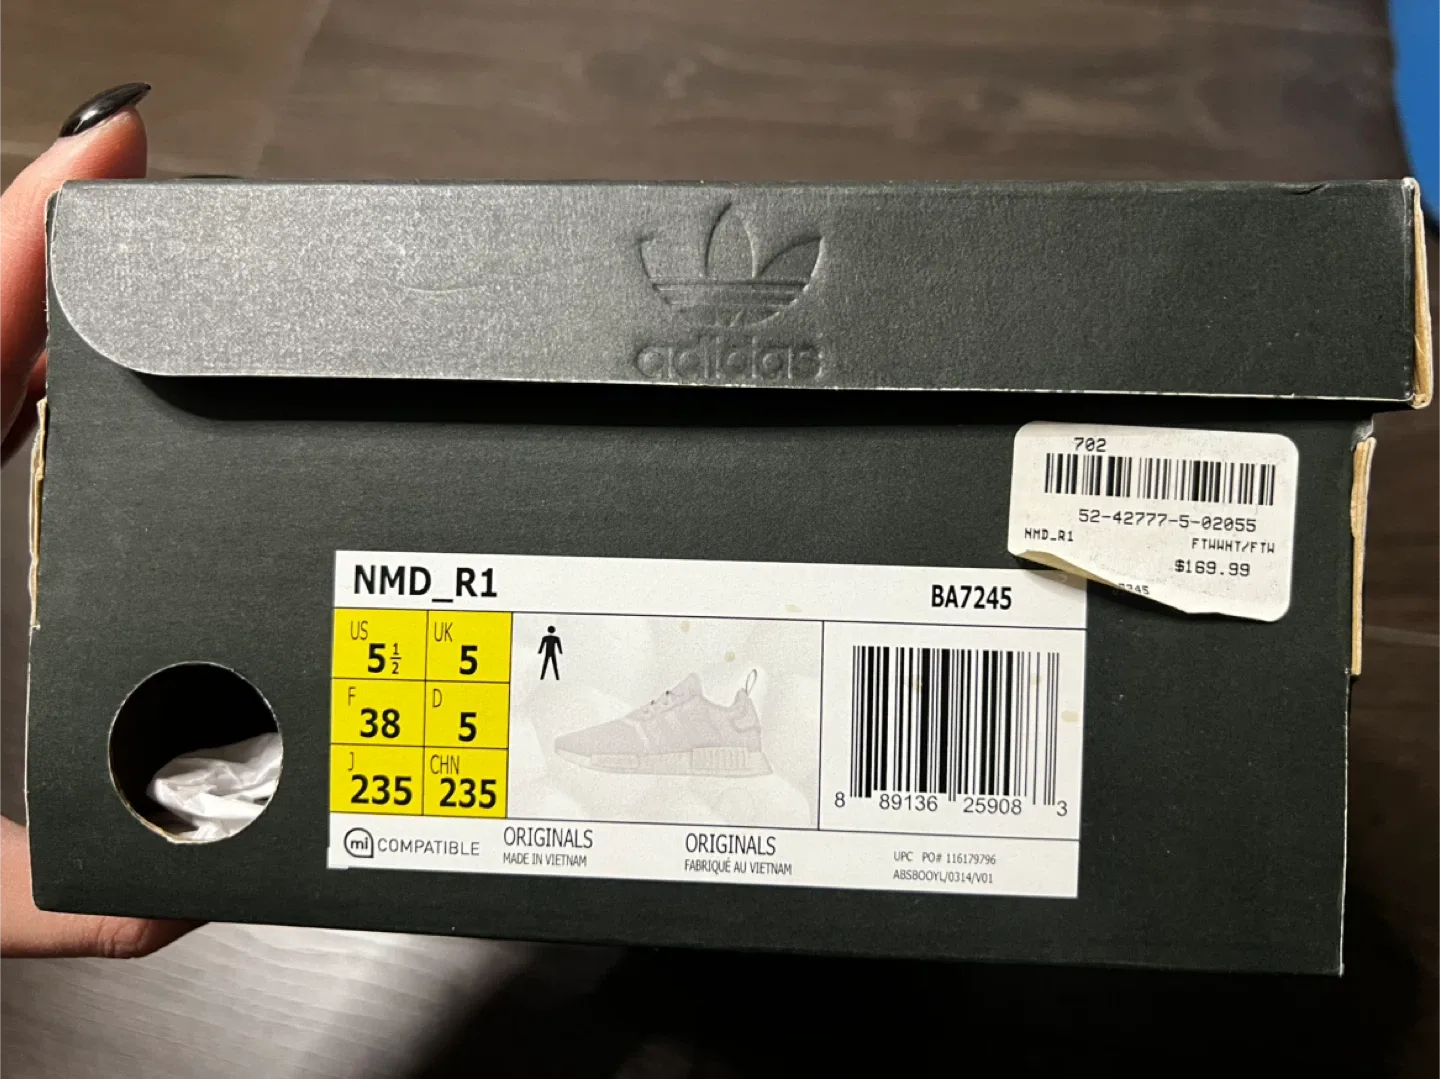 adidas
702
52-42777-5-02055
NMD_R1
FTWWHT/FTW
$169.99
NMD_R1
BA7245
US
5 1/2
UK
5
F
38
D
5
J
235
CHN
235
8 89136 25908 3
mi COMPATIBLE
ORIGINALS
MADE IN VIETNAM
ORIGINALS
FABRIQUÉ AU VIETNAM
UPC PO# 116179796
ABSBOOYL/0314/V01